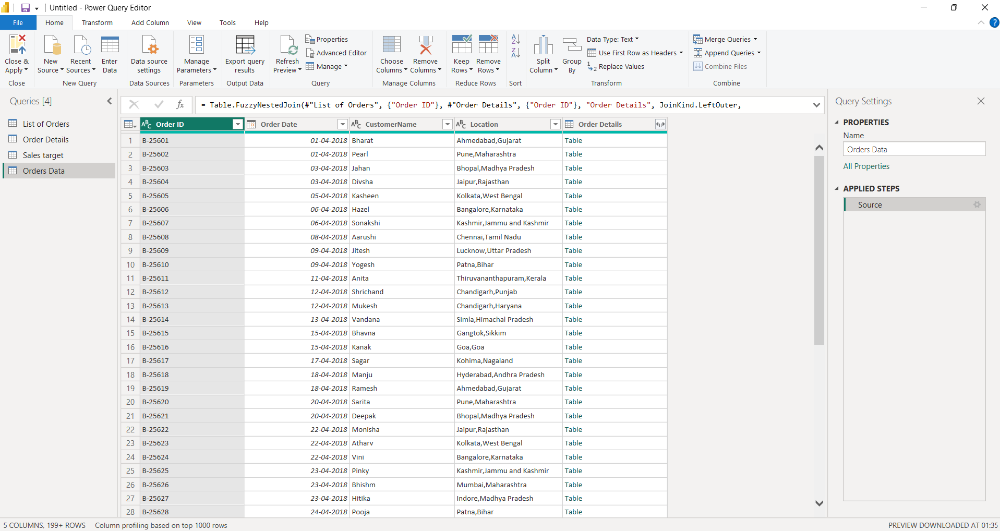 Untitled - Power Query Editor
File Home Transform Add Column View Tools Help
Close & Apply
New Source
Recent Sources
Enter Data
Data source settings
Manage Parameters
Export query results
Refresh Preview
Properties
Advanced Editor
Manage
Choose Columns
Remove Columns
Keep Rows
Remove Rows
Split Column
Group By
Data Type: Text
Use First Row as Headers
Replace Values
Merge Queries
Append Queries
Combine Files
Close New Query Data Sources Parameters Output Data Query Manage Columns Reduce Rows Sort Transform Combine
Queries [4]
List of Orders
Order Details
Sales target
Orders Data
fx
= Table.FuzzyNestedJoin(#"List of Orders", {"Order ID"}, #"Order Details", {"Order ID"}, "Order Details", JoinKind.LeftOuter,
Order ID Order Date CustomerName Location Order Details
1 B-25601 01-04-2018 Bharat Ahmedabad,Gujarat Table
2 B-25602 01-04-2018 Pearl Pune,Maharashtra Table
3 B-25603 03-04-2018 Jahan Bhopal,Madhya Pradesh Table
4 B-25604 03-04-2018 Divsha Jaipur,Rajasthan Table
5 B-25605 05-04-2018 Kasheen Kolkata,West Bengal Table
6 B-25606 06-04-2018 Hazel Bangalore,Karnataka Table
7 B-25607 06-04-2018 Sonakshi Kashmir,Jammu and Kashmir Table
8 B-25608 08-04-2018 Aarushi Chennai,Tamil Nadu Table
9 B-25609 09-04-2018 Jitesh Lucknow,Uttar Pradesh Table
10 B-25610 09-04-2018 Yogesh Patna,Bihar Table
11 B-25611 11-04-2018 Anita Thiruvananthapuram,Kerala Table
12 B-25612 12-04-2018 Shrichand Chandigarh,Punjab Table
13 B-25613 12-04-2018 Mukesh Chandigarh,Haryana Table
14 B-25614 13-04-2018 Vandana Simla,Himachal Pradesh Table
15 B-25615 15-04-2018 Bhavna Gangtok,Sikkim Table
16 B-25616 15-04-2018 Kanak Goa,Goa Table
17 B-25617 17-04-2018 Sagar Kohima,Nagaland Table
18 B-25618 18-04-2018 Manju Hyderabad,Andhra Pradesh Table
19 B-25619 18-04-2018 Ramesh Ahmedabad,Gujarat Table
20 B-25620 20-04-2018 Sarita Pune,Maharashtra Table
21 B-25621 20-04-2018 Deepak Bhopal,Madhya Pradesh Table
22 B-25622 22-04-2018 Monisha Jaipur,Rajasthan Table
23 B-25623 22-04-2018 Atharv Kolkata,West Bengal Table
24 B-25624 22-04-2018 Vini Bangalore,Karnataka Table
25 B-25625 23-04-2018 Pinky Kashmir,Jammu and Kashmir Table
26 B-25626 23-04-2018 Bhishm Mumbai,Maharashtra Table
27 B-25627 23-04-2018 Hitika Indore,Madhya Pradesh Table
28 B-25628 24-04-2018 Pooja Patna,Bihar Table
Query Settings
PROPERTIES
Name
Orders Data
All Properties
APPLIED STEPS
Source
5 COLUMNS, 199+ ROWS Column profiling based on top 1000 rows
PREVIEW DOWNLOADED AT 01:35